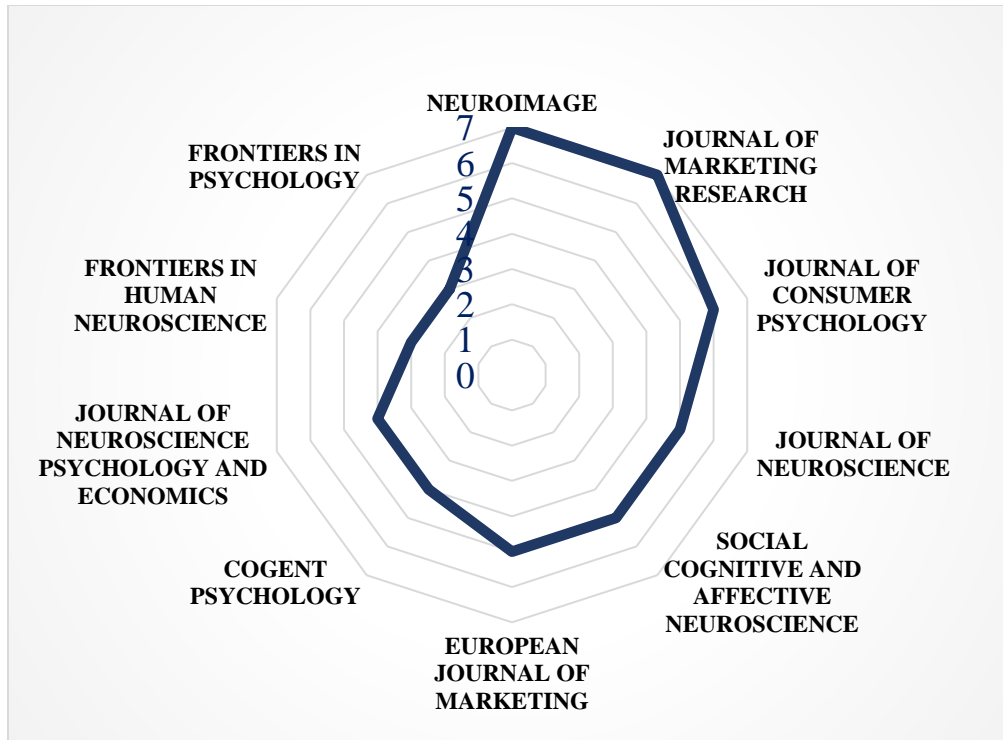 NEUROIMAGE
JOURNAL OF
MARKETING
RESEARCH
JOURNAL OF
CONSUMER
PSYCHOLOGY
JOURNAL OF
NEUROSCIENCE
SOCIAL
COGNITIVE AND
AFFECTIVE
NEUROSCIENCE
EUROPEAN
JOURNAL OF
MARKETING
COGENT
PSYCHOLOGY
JOURNAL OF
NEUROSCIENCE
PSYCHOLOGY AND
ECONOMICS
FRONTIERS IN
HUMAN
NEUROSCIENCE
FRONTIERS IN
PSYCHOLOGY
7
6
5
4
3
2
1
0